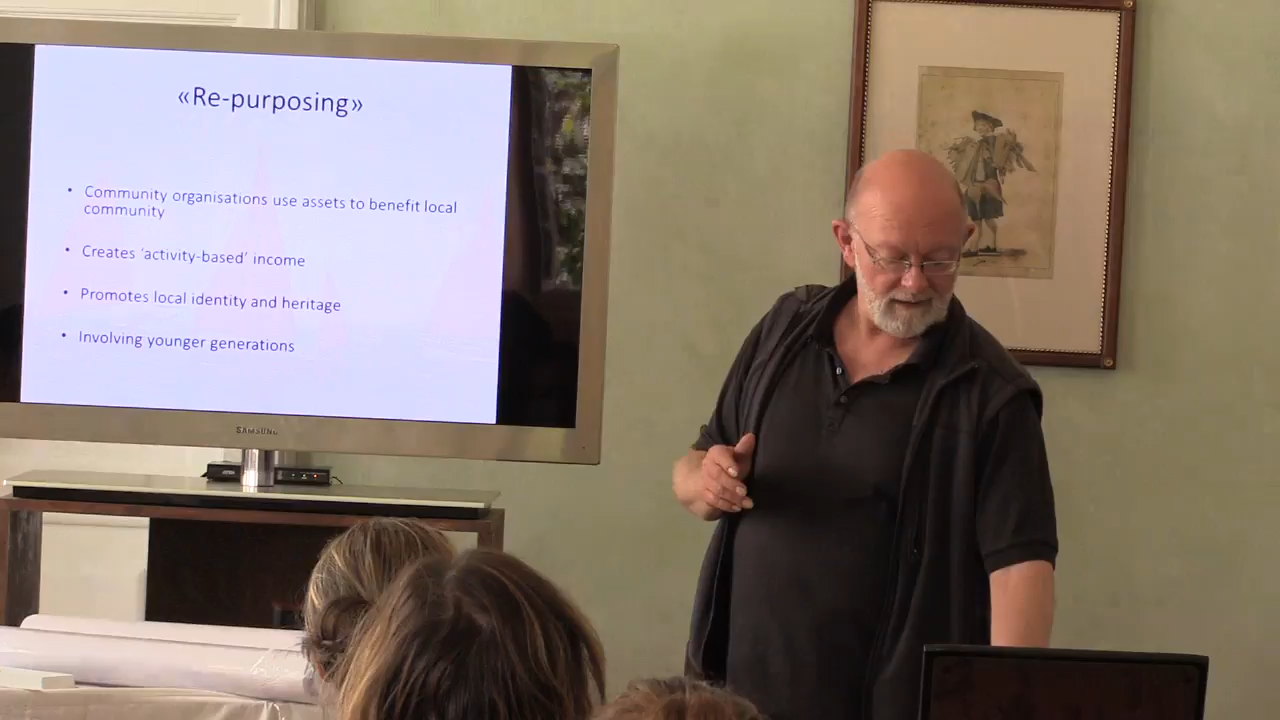 «Re-purposing»
• Community organisations use assets to benefit local
community
• Creates ‘activity-based’ income
• Promotes local identity and heritage
• Involving younger generations
SAMSUNG